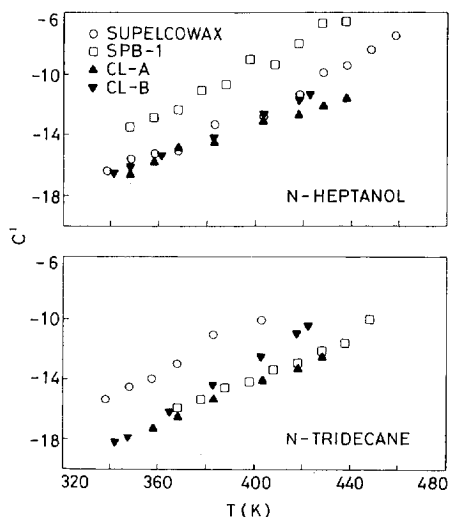 -6
○ SUPELCOWAX
□ SPB-1
▲ CL-A
▼ CL-B
-10
-14
-18
N-HEPTANOL
C¹
-6
-10
-14
-18
N-TRIDECANE
320 360 400 440 480
T(K)